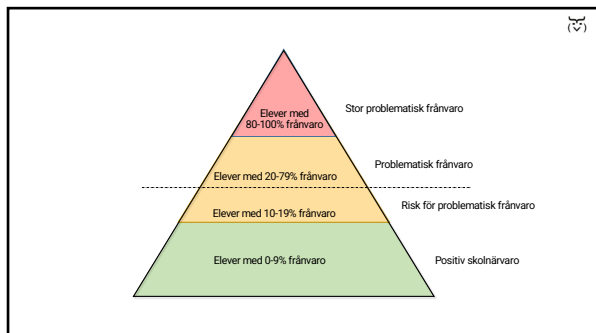 Elever med
80-100% frånvaro
Stor problematisk frånvaro
Elever med 20-79% frånvaro
Problematisk frånvaro
Elever med 10-19% frånvaro
Risk för problematisk frånvaro
Elever med 0-9% frånvaro
Positiv skolnärvaro